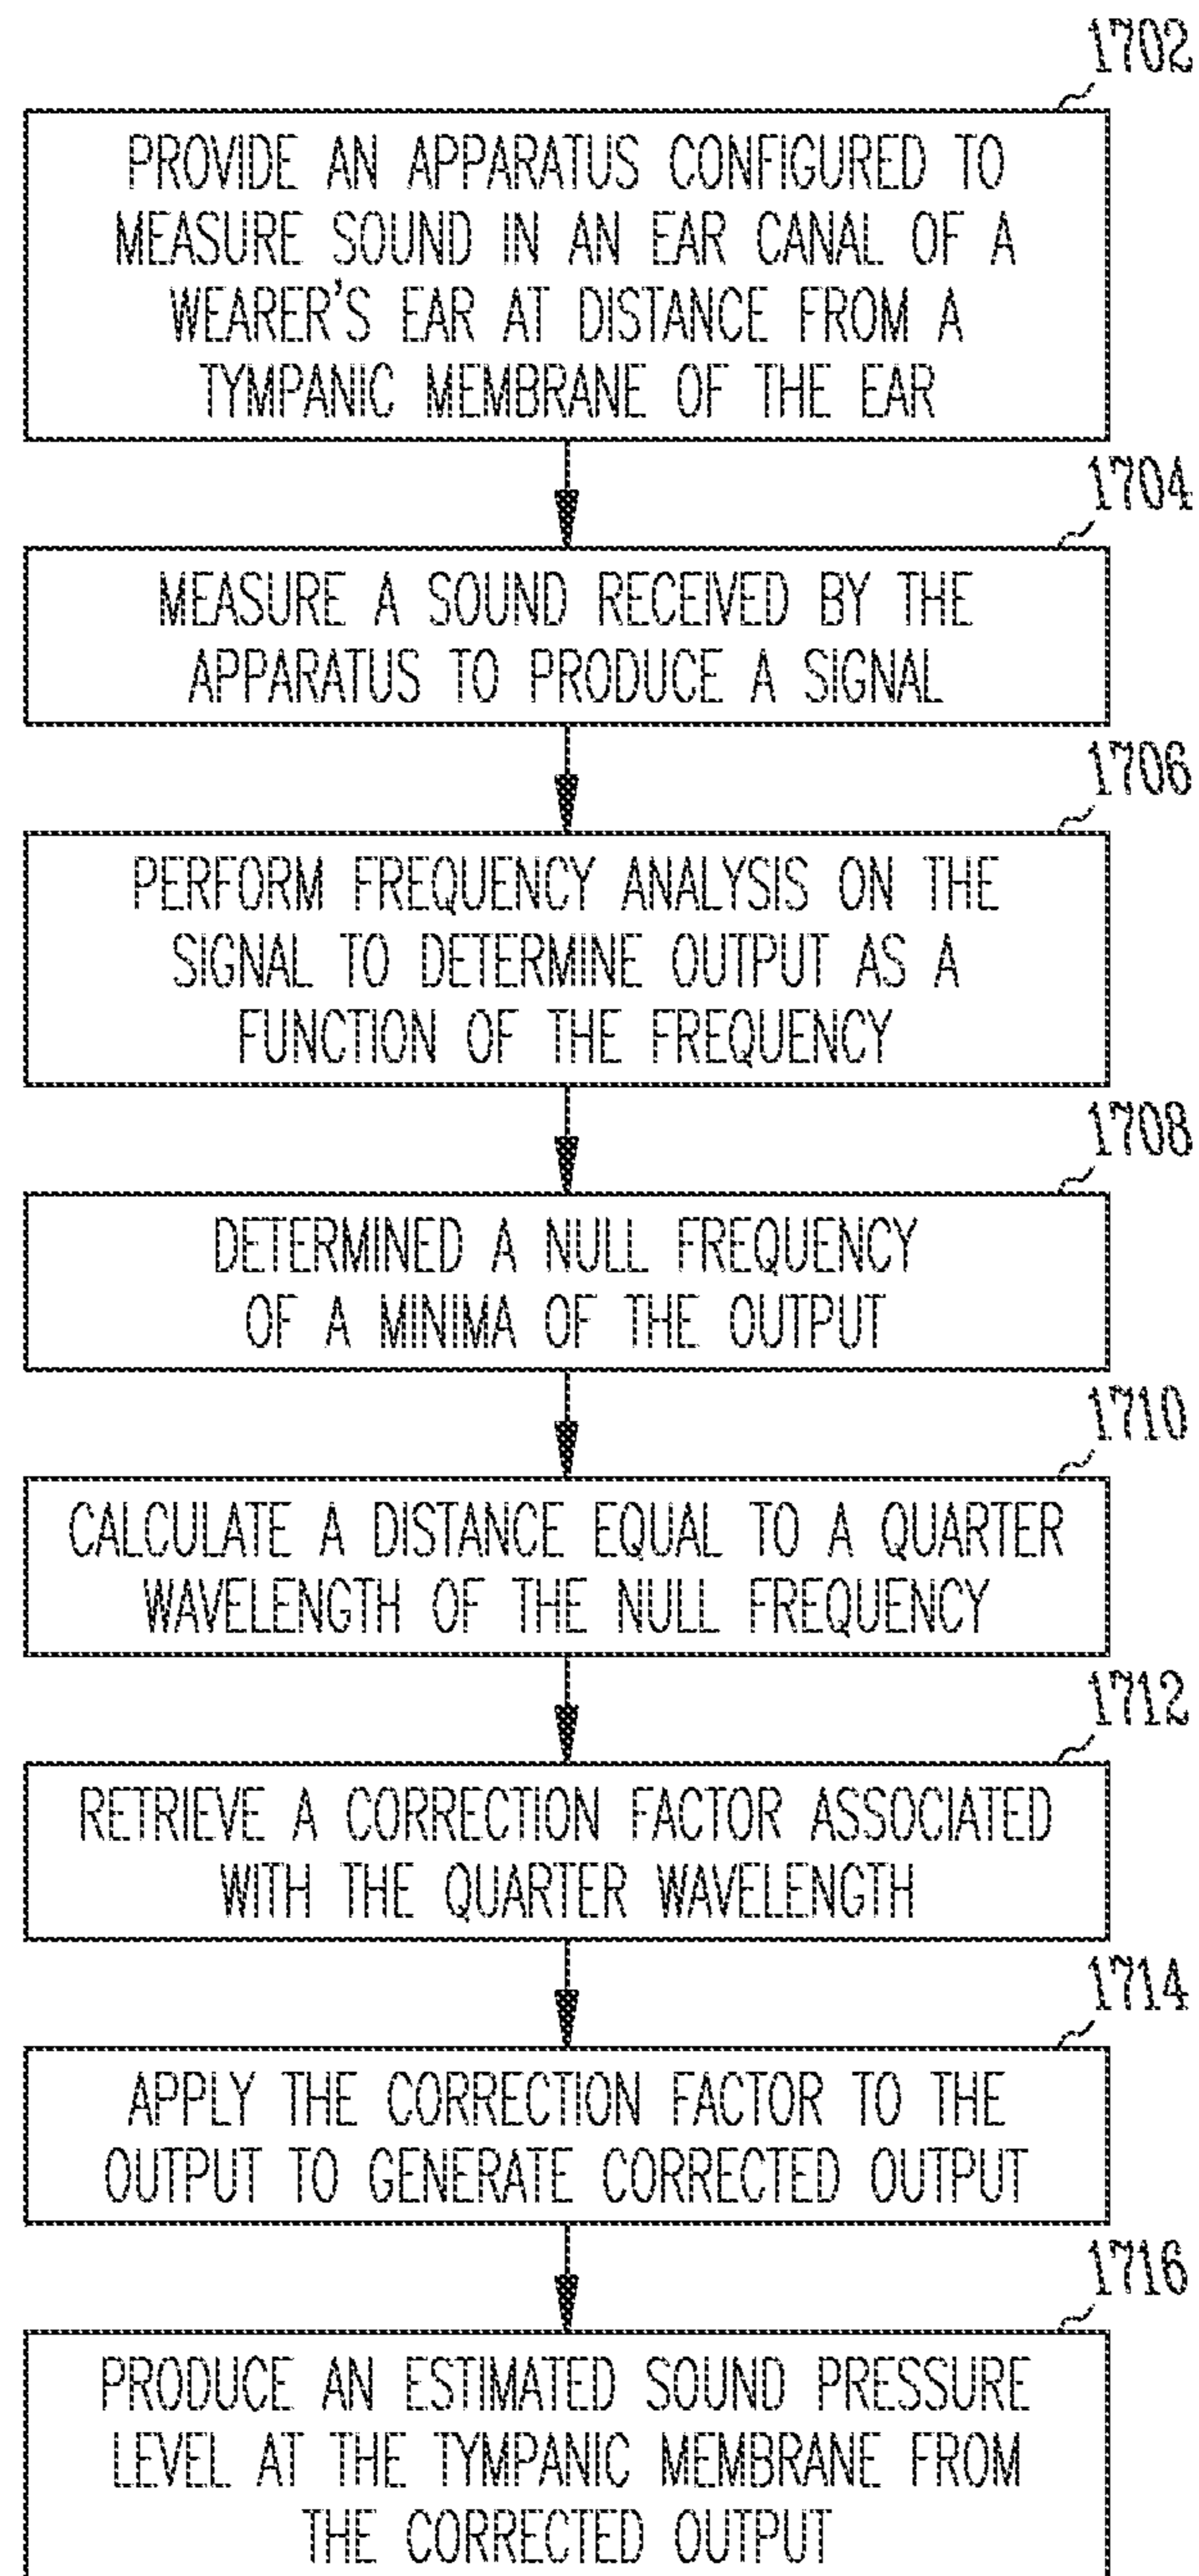 1702
PROVIDE AN APPARATUS CONFIGURED TO
MEASURE SOUND IN AN EAR CANAL OF A
WEARER'S EAR AT DISTANCE FROM A
TYMPANIC MEMBRANE OF THE EAR
1704
MEASURE A SOUND RECEIVED BY THE
APPARATUS TO PRODUCE A SIGNAL
1706
PERFORM FREQUENCY ANALYSIS ON THE
SIGNAL TO DETERMINE OUTPUT AS A
FUNCTION OF THE FREQUENCY
1708
DETERMINED A NULL FREQUENCY
OF A MINIMA OF THE OUTPUT
1710
CALCULATE A DISTANCE EQUAL TO A QUARTER
WAVELENGTH OF THE NULL FREQUENCY
1712
RETRIEVE A CORRECTION FACTOR ASSOCIATED
WITH THE QUARTER WAVELENGTH
1714
APPLY THE CORRECTION FACTOR TO THE
OUTPUT TO GENERATE CORRECTED OUTPUT
1716
PRODUCE AN ESTIMATED SOUND PRESSURE
LEVEL AT THE TYMPANIC MEMBRANE FROM
THE CORRECTED OUTPUT